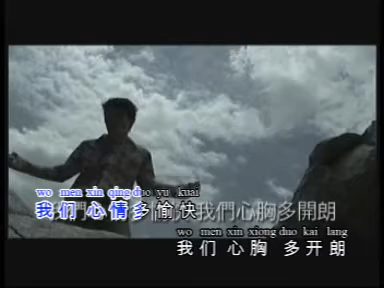 wo men xin qing duo yu kuai
我们 心情多愉快
我們心胸多開朗
wo men xin xiong duo kai lang
我们 心胸 多开朗